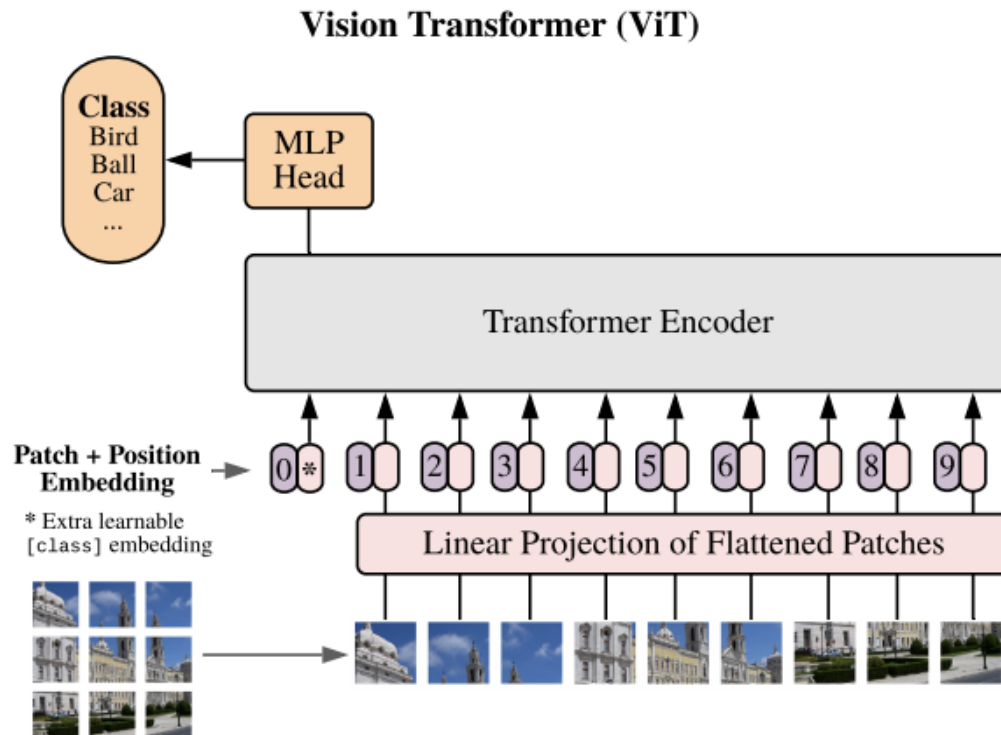 Vision Transformer (ViT)
Class
Bird
Ball
Car
...
MLP
Head
Transformer Encoder
Patch + Position
Embedding
0 * 1 2 3 4 5 6 7 8 9
* Extra learnable
[class] embedding
Linear Projection of Flattened Patches